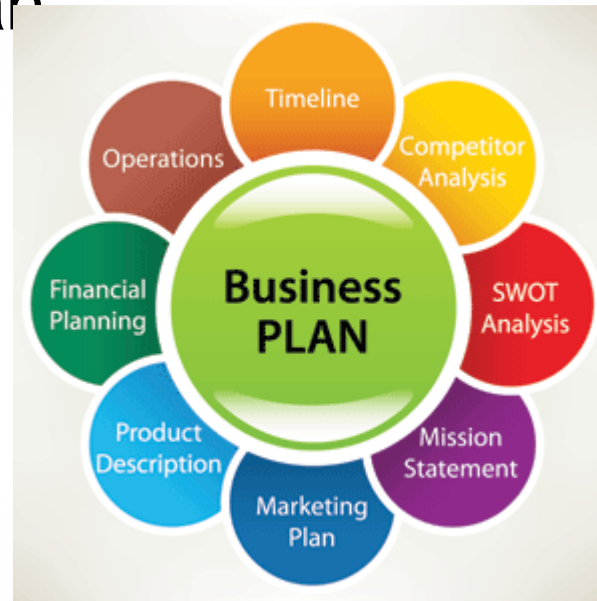 Timeline
Competitor
Analysis
SWOT
Analysis
Mission
Statement
Marketing
Plan
Product
Description
Financial
Planning
Operations
Business
PLAN